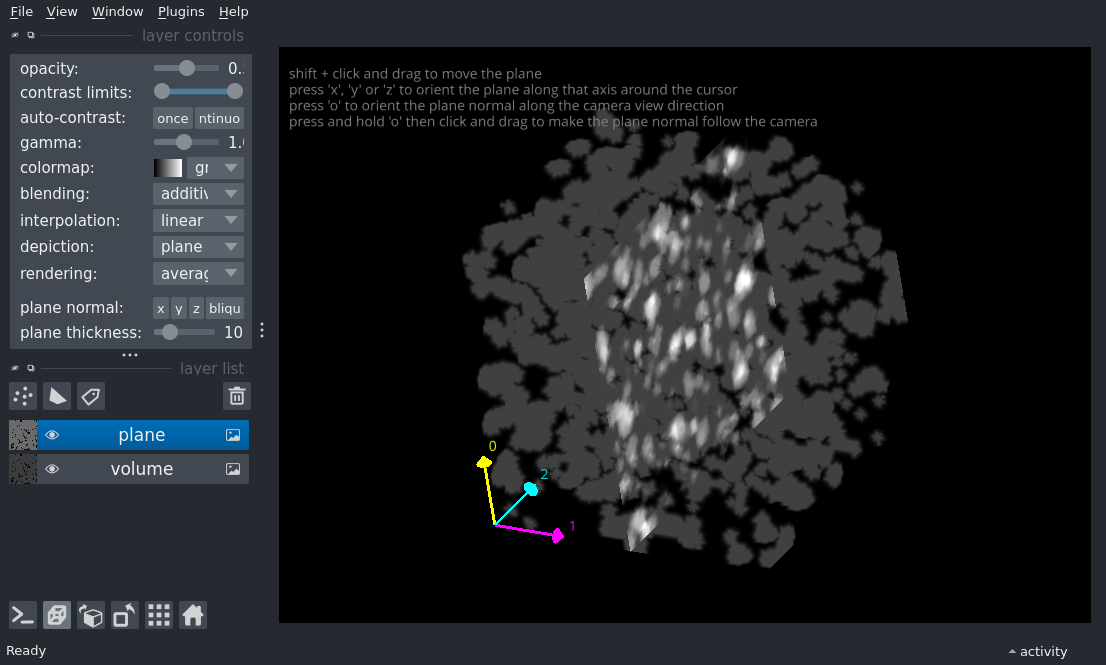 File View Window Plugins Help
layer controls
opacity: 0.
contrast limits:
auto-contrast: once ntinuo
gamma: 1.
colormap: gr
blending: additiv
interpolation: linear
depiction: plane
rendering: averag
plane normal: x y z bliqu
plane thickness: 10
layer list
plane
volume
shift + click and drag to move the plane
press 'x', 'y' or 'z' to orient the plane along that axis around the cursor
press 'o' to orient the plane normal along the camera view direction
press and hold 'o' then click and drag to make the plane normal follow the camera
0
2
1
Ready
activity